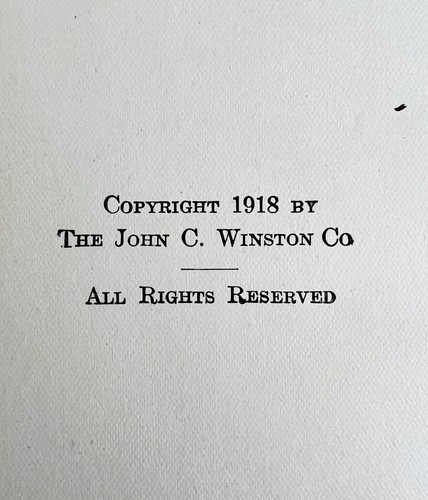 Copyright 1918 by
The John C. Winston Co.
All Rights Reserved